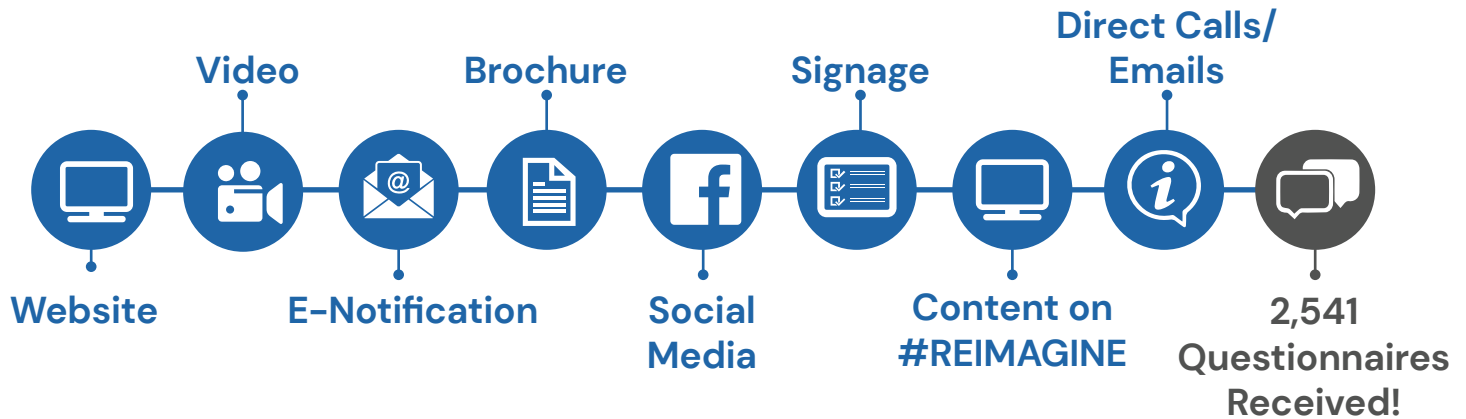 Website
Video
E-Notification
Brochure
Social
Media
Signage
Content on
#REIMAGINE
Direct Calls/
Emails
2,541
Questionnaires
Received!
@
f
i